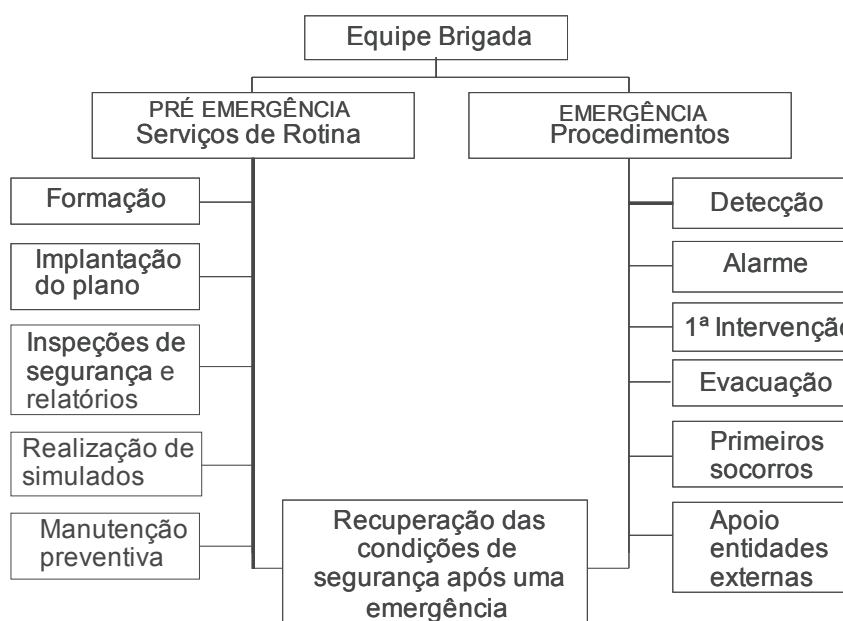 Equipe Brigada
PRÉ EMERGÊNCIA
Serviços de Rotina
EMERGÊNCIA
Procedimentos
Formação
Implantação
do plano
Inspeções de
segurança e
relatórios
Realização de
simulados
Manutenção
preventiva
Detecção
Alarme
1ª Intervenção
Evacuação
Primeiros
socorros
Apoio
entidades
externas
Recuperação das
condições de
segurança após uma
emergência